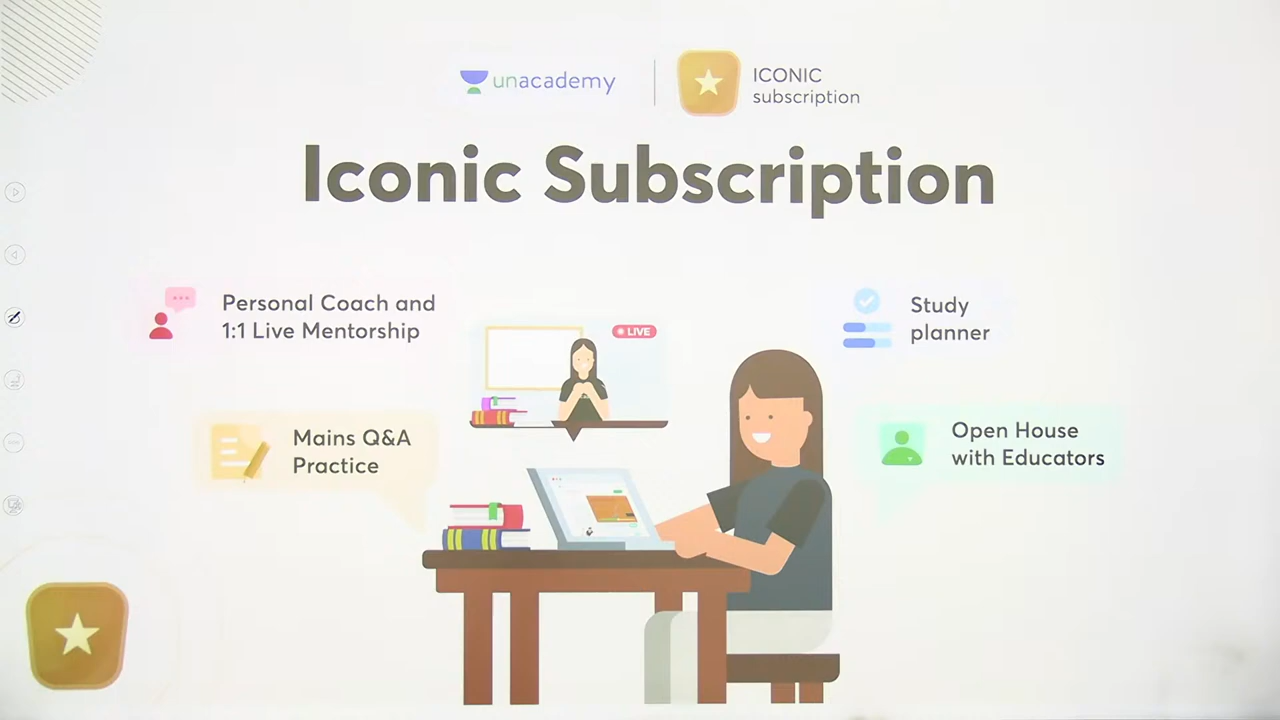 unacademy
ICONIC
subscription
Iconic Subscription
Personal Coach and
1:1 Live Mentorship
LIVE
Study
planner
Mains Q&A
Practice
Open House
with Educators